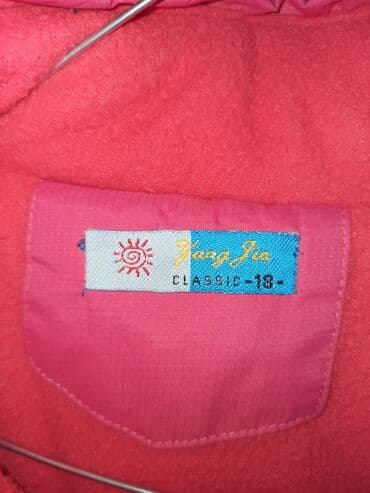 Yang Jia
CLASSIC -18-